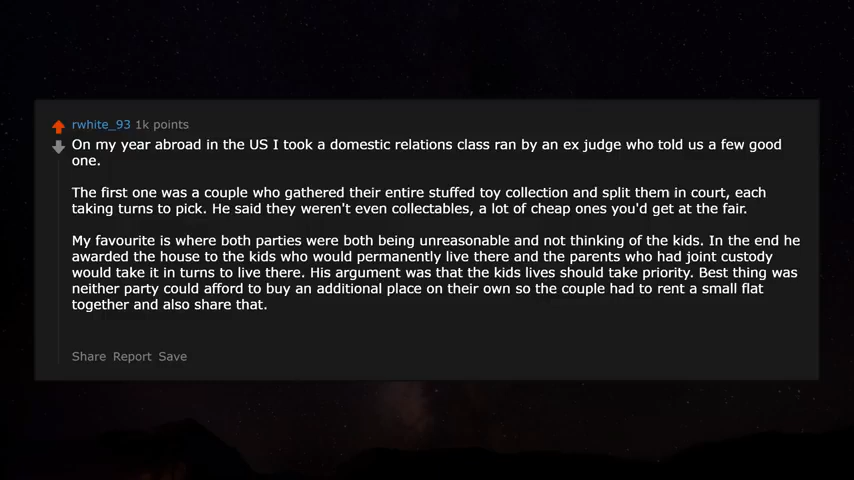 rwhite_93 1k points
On my year abroad in the US I took a domestic relations class ran by an ex judge who told us a few good
one.
The first one was a couple who gathered their entire stuffed toy collection and split them in court, each
taking turns to pick. He said they weren't even collectables, a lot of cheap ones you'd get at the fair.
My favourite is where both parties were both being unreasonable and not thinking of the kids. In the end he
awarded the house to the kids who would permanently live there and the parents who had joint custody
would take it in turns to live there. His argument was that the kids lives should take priority. Best thing was
neither party could afford to buy an additional place on their own so the couple had to rent a small flat
together and also share that.
Share Report Save